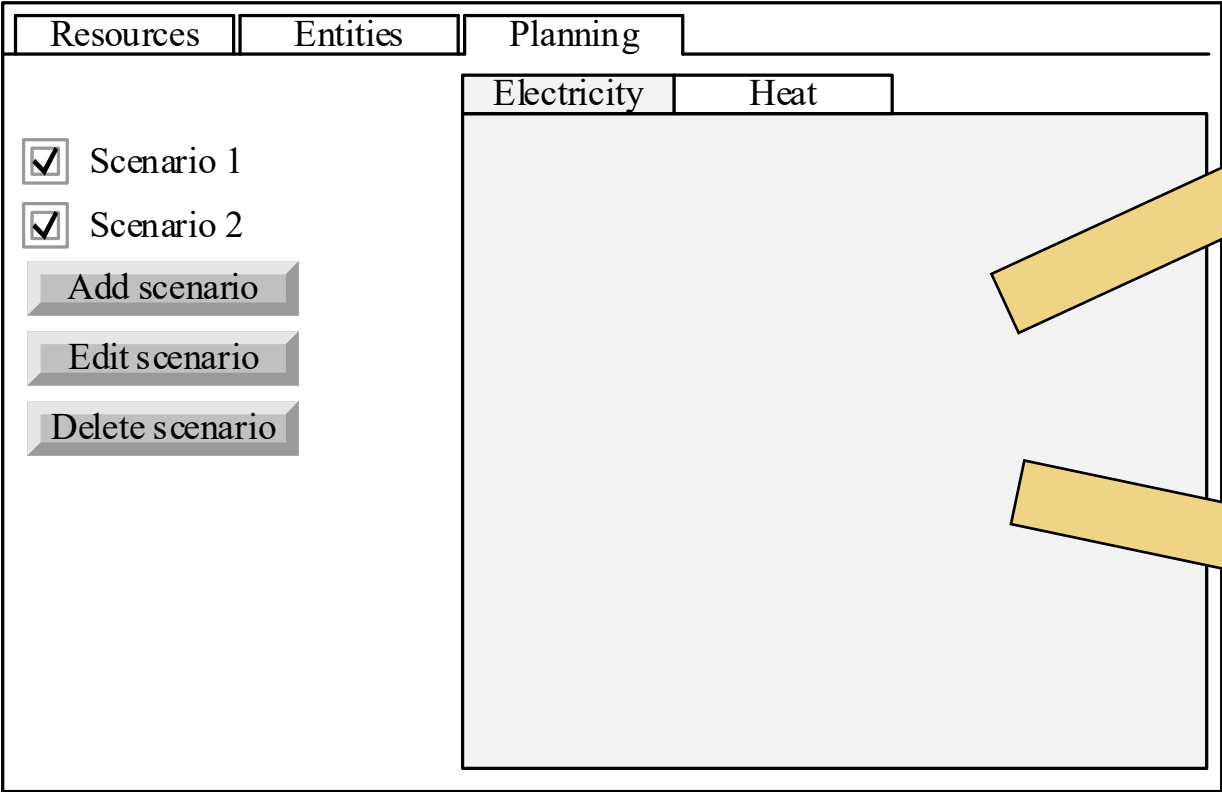 Resources Entities Planning
Electricity Heat
Scenario 1
Scenario 2
Add scenario
Edit scenario
Delete scenario